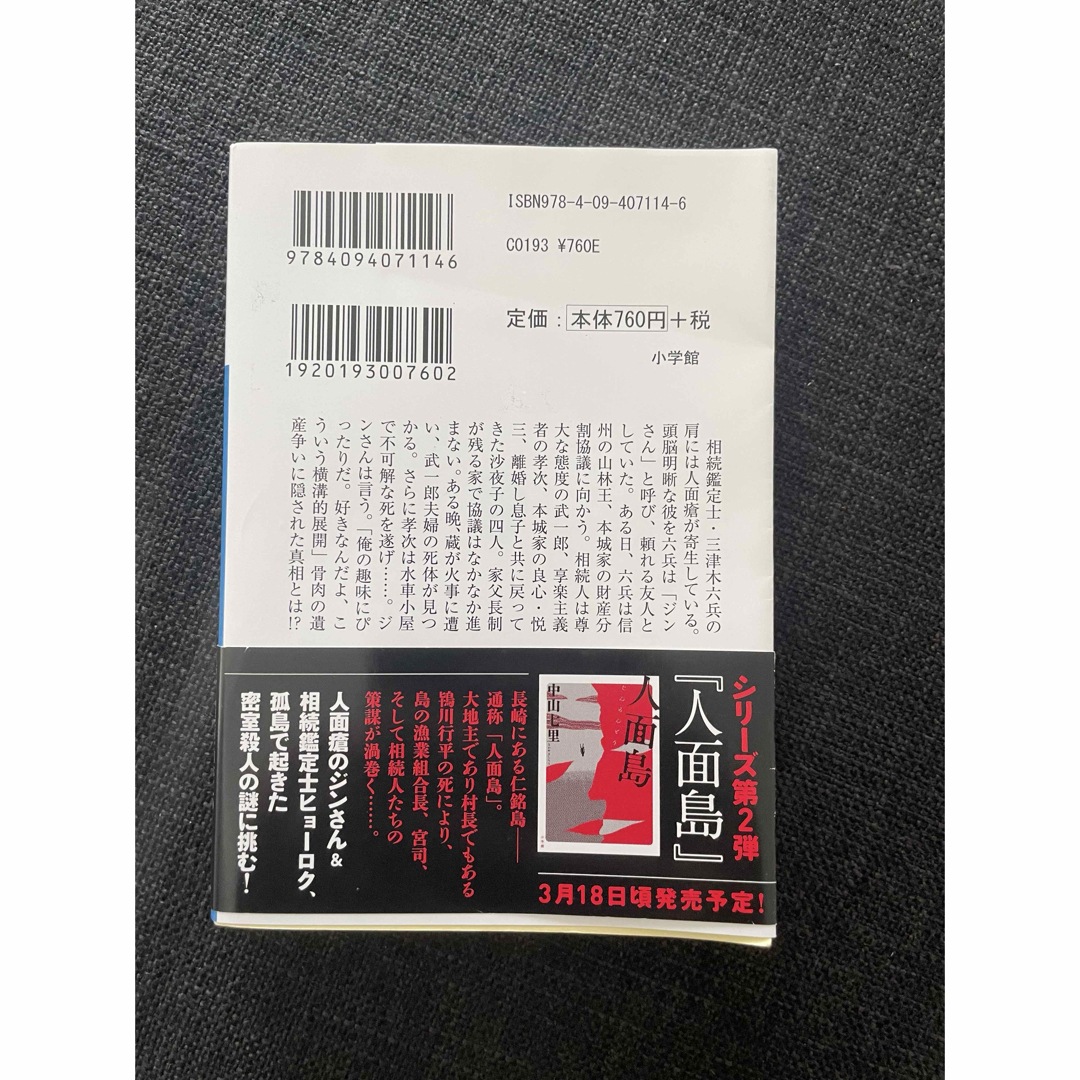 ISBN978-4-09-407114-6
C0193 ¥760E
9784094071146
定価：本体760円+税
小学館
1920193007602
相続鑑定士・三津木六兵の
肩には人面瘡が寄生している。
頭脳明晰な彼を六兵は「ジン
さん」と呼び、頼れる友人と
していた。ある日、六兵は信
州の山林王、本城家の財産分
割協議に向かう。相続人は尊
大な態度の武一郎、享楽主義
者の孝次、本城家の良心・悦
三、離婚し息子と共に戻って
きた沙夜子の四人。家父長制
が残る家で協議はなかなか進
まない。ある晩、蔵が火事に遭
い、武一郎夫婦の死体が見つ
かる。さらに孝次は水車小屋
で不可解な死を遂げ……。ジ
ンさんは言う。「俺の趣味にぴ
ったりだ。好きなんだよ、こ
ういう横溝的展開」骨肉の遺
産争いに隠された真相とは!?
シリーズ第2弾
『人面島』
人面島
中山七里
3月18日頃発売予定!
長崎にある仁銘島――
通称「人面島」。
大地主であり村長でもある
鴇川行平の死により、
島の漁業組合長、宮司、
そして相続人たちの
策謀が渦巻く……。
人面瘡のジンさん&
相続鑑定士ヒョーロク、
孤島で起きた
密室殺人の謎に挑む!